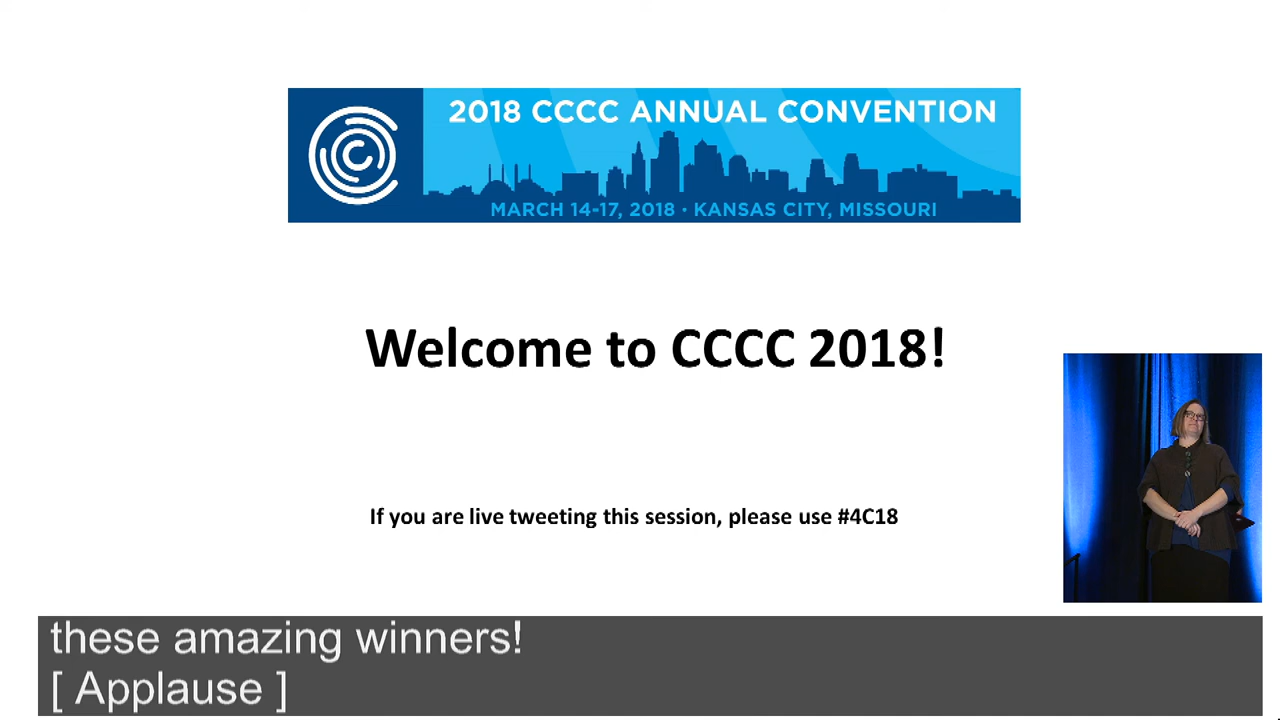 2018 CCCC ANNUAL CONVENTION
MARCH 14-17, 2018 · KANSAS CITY, MISSOURI
Welcome to CCCC 2018!
If you are live tweeting this session, please use #4C18
these amazing winners!
[ Applause ]